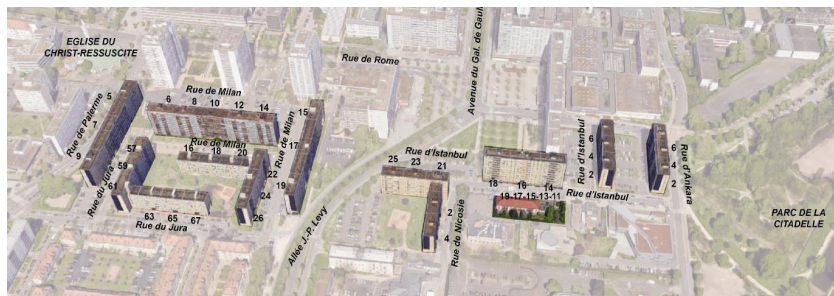 EGLISE DU
CHRIST-RESSUSCITE
Rue de Rome
Avenue du Gal. de Gaul
Rue de Milan
6 8 10 12 14
5
7
9
Rue de Palerme
15
17
19
Rue de Milan
Rue de Milan
16 18 20
22
24
26
57
59
61
Rue du Jura
63 65 67
Rue du Jura
Allée J.-P. Levy
Rue d'Istanbul
25 23 21
2
4
Rue de Nicosie
18 16 14
19-17-15-13-11
Rue d'Istanbul
6
4
2
Rue d'Istanbul
6
4
2
Rue d'Ankara
PARC DE LA
CITADELLE